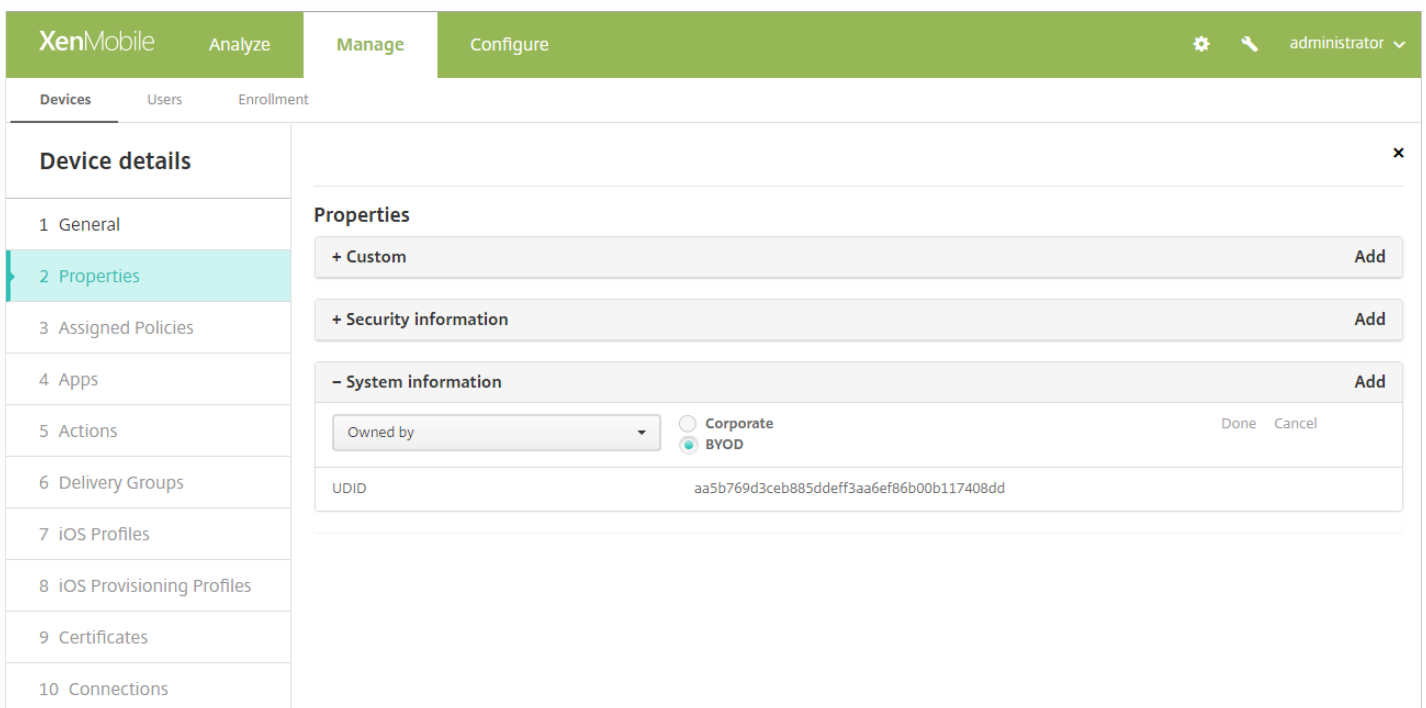 XenMobile Analyze Manage Configure administrator
Devices Users Enrollment
Device details
1 General
2 Properties
3 Assigned Policies
4 Apps
5 Actions
6 Delivery Groups
7 iOS Profiles
8 iOS Provisioning Profiles
9 Certificates
10 Connections
Properties
+ Custom Add
+ Security information Add
− System information Add
Owned by Corporate Done Cancel
BYOD
UDID aa5b769d3ceb885ddeff3aa6ef86b00b117408dd